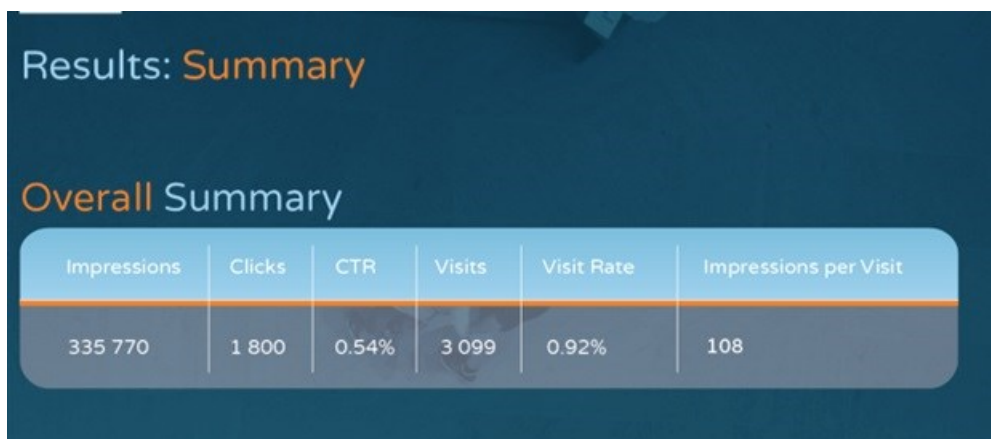 Results: Summary
Overall Summary
Impressions Clicks CTR Visits Visit Rate Impressions per Visit
335 770 1 800 0.54% 3 099 0.92% 108